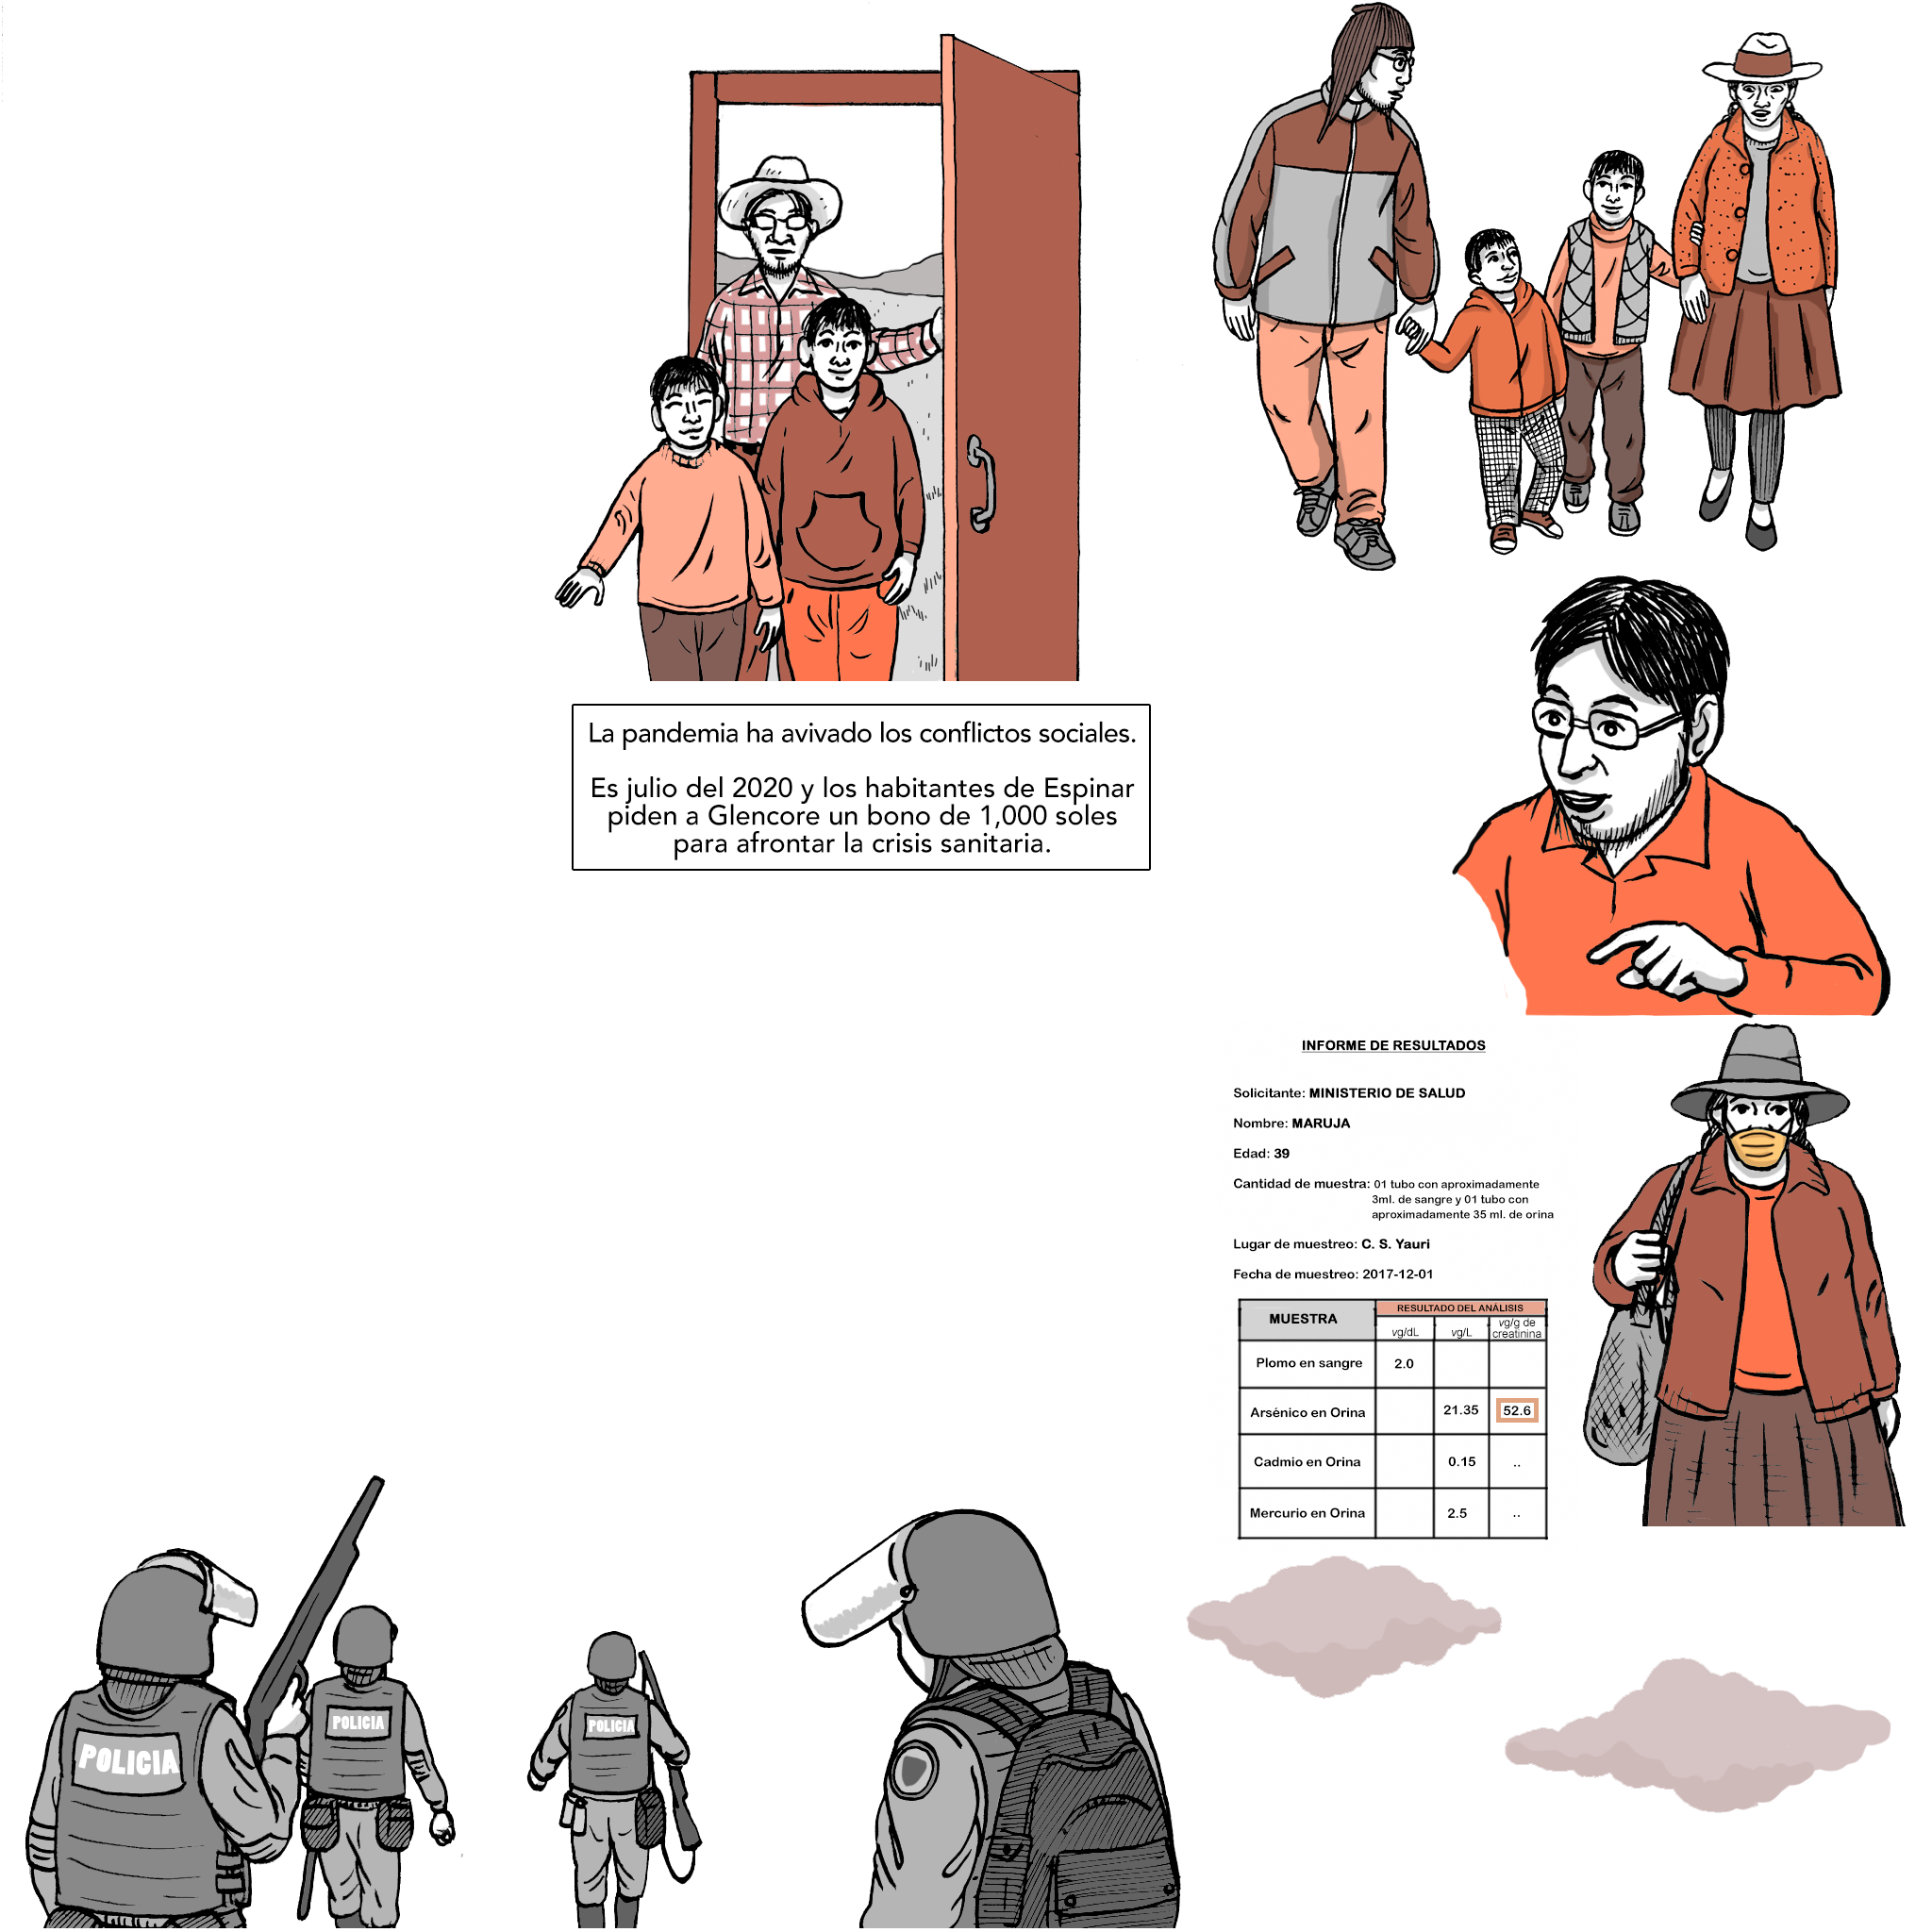 La pandemia ha avivado los conflictos sociales.
Es julio del 2020 y los habitantes de Espinar
piden a Glencore un bono de 1,000 soles
para afrontar la crisis sanitaria.
INFORME DE RESULTADOS
Solicitante: MINISTERIO DE SALUD
Nombre: MARUJA
Edad: 39
Cantidad de muestra: 01 tubo con aproximadamente
3ml. de sangre y 01 tubo con
aproximadamente 35 ml. de orina
Lugar de muestreo: C. S. Yauri
Fecha de muestreo: 2017-12-01
MUESTRA
RESULTADO DEL ANÁLISIS
vg/dL vg/L vg/g de
creatinina
Plomo en sangre 2.0
Arsénico en Orina 21.35 52.6
Cadmio en Orina 0.15 ..
Mercurio en Orina 2.5 ..
POLICIA
POLICIA
POLICIA